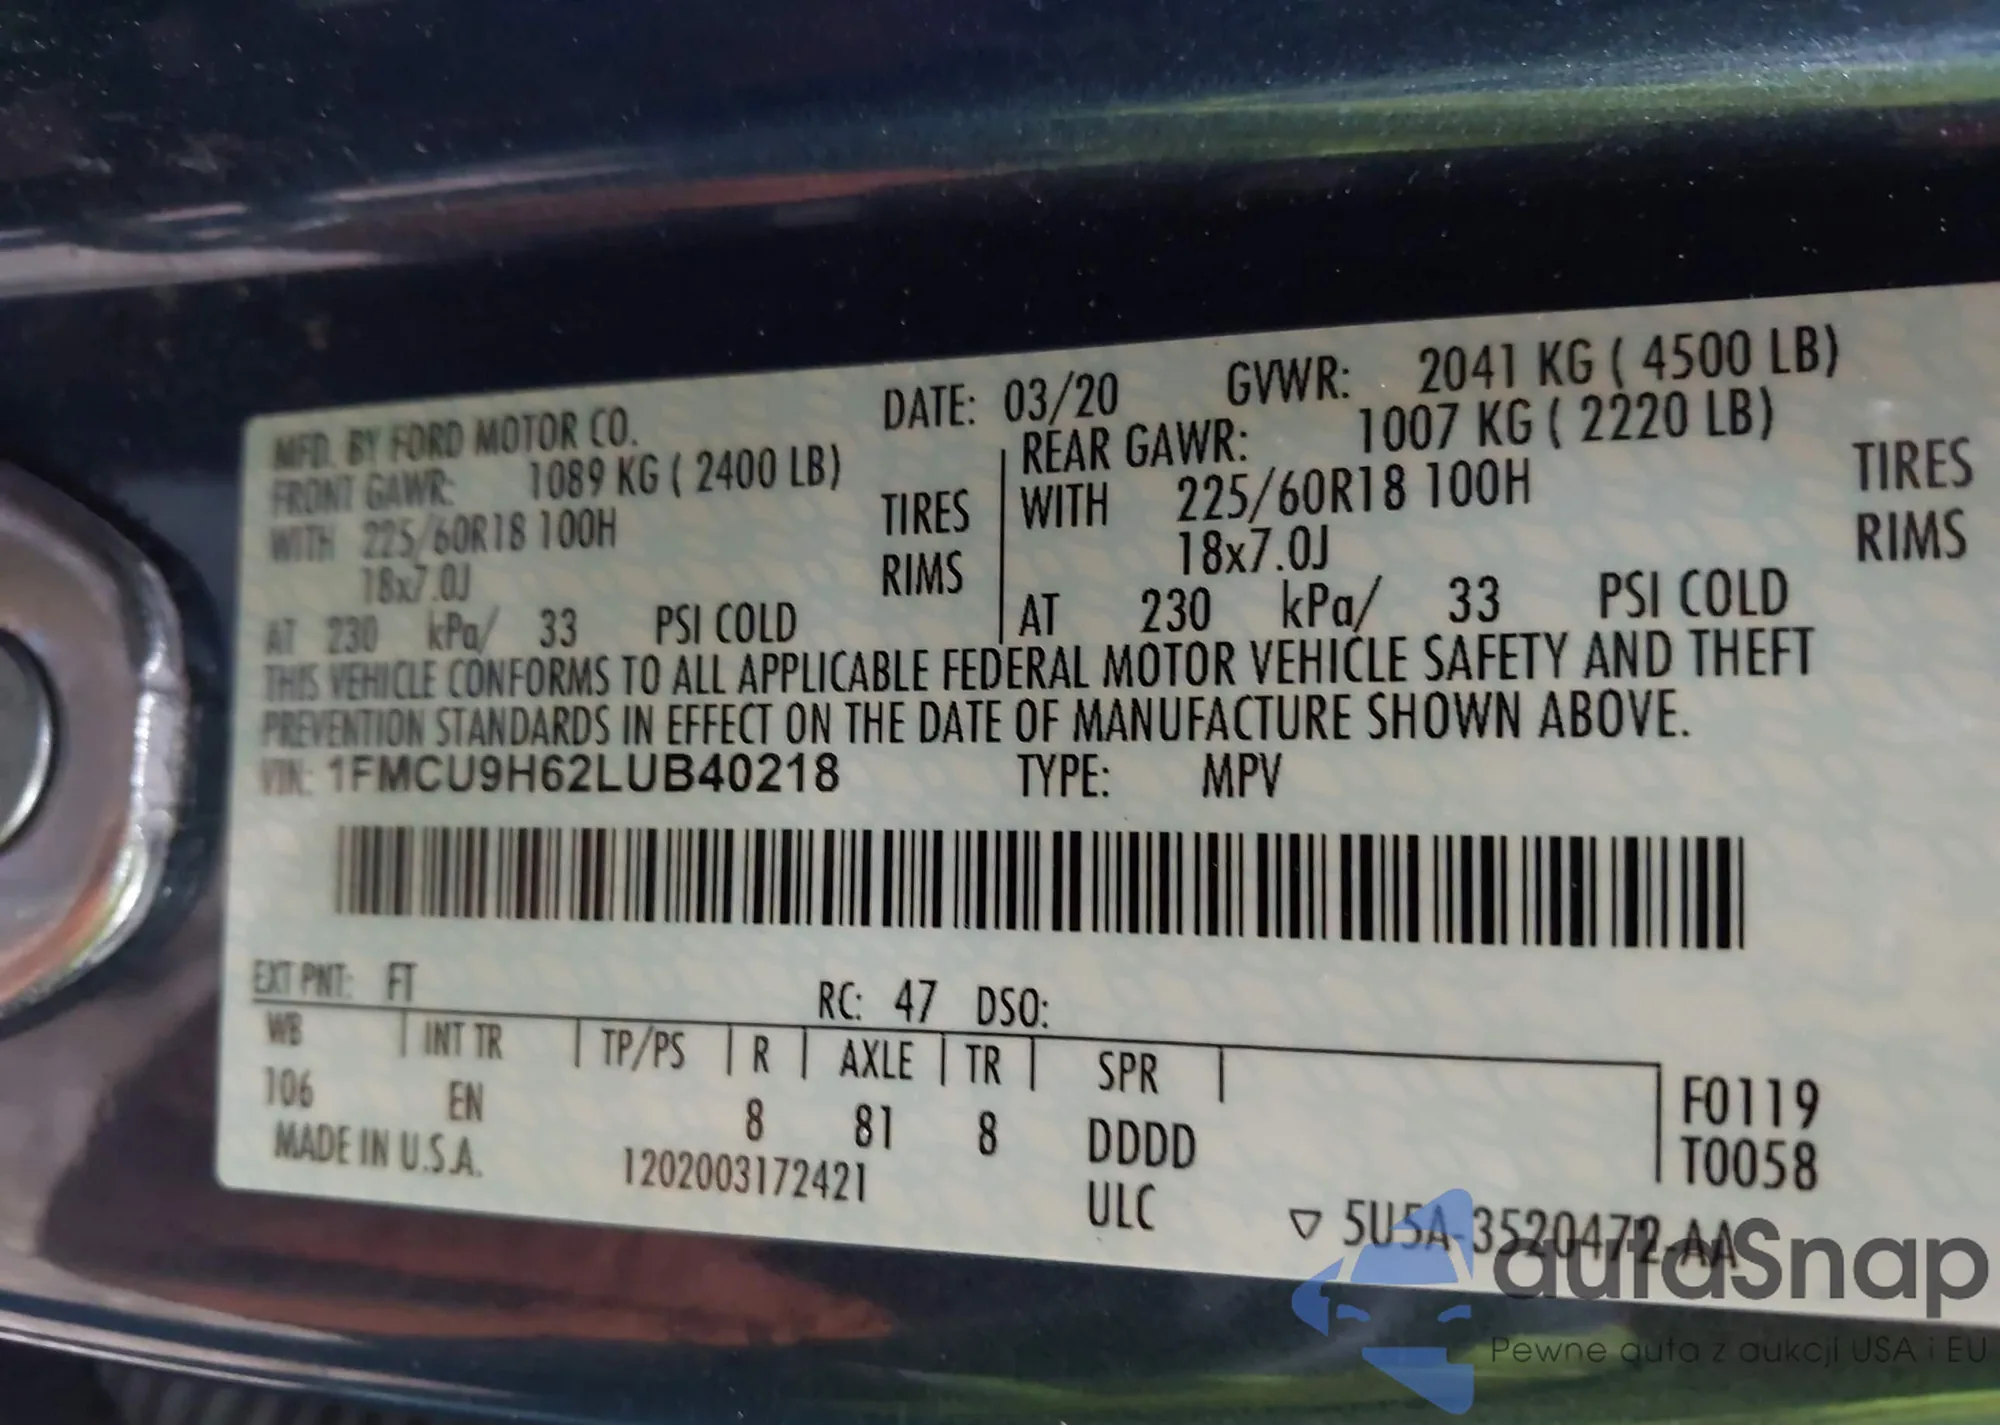 MFD. BY FORD MOTOR CO. DATE: 03/20 GVWR: 2041 KG ( 4500 LB)
FRONT GAWR: 1089 KG ( 2400 LB) REAR GAWR: 1007 KG ( 2220 LB)
WITH 225/60R18 100H TIRES WITH 225/60R18 100H TIRES
18x7.0J RIMS 18x7.0J RIMS
AT 230 kPa/ 33 PSI COLD AT 230 kPa/ 33 PSI COLD
THIS VEHICLE CONFORMS TO ALL APPLICABLE FEDERAL MOTOR VEHICLE SAFETY AND THEFT
PREVENTION STANDARDS IN EFFECT ON THE DATE OF MANUFACTURE SHOWN ABOVE.
VIN: 1FMCU9H62LUB40218 TYPE: MPV
EXT PNT: FT RC: 47 DSO:
WB INT TR TP/PS R AXLE TR SPR
106 EN 8 81 8 DDDD F0119
MADE IN U.S.A. 1202003172421 ULC T0058
▽ 5U5A-3520472-AA
autaSnap
Pewne auta z aukcji USA i EU